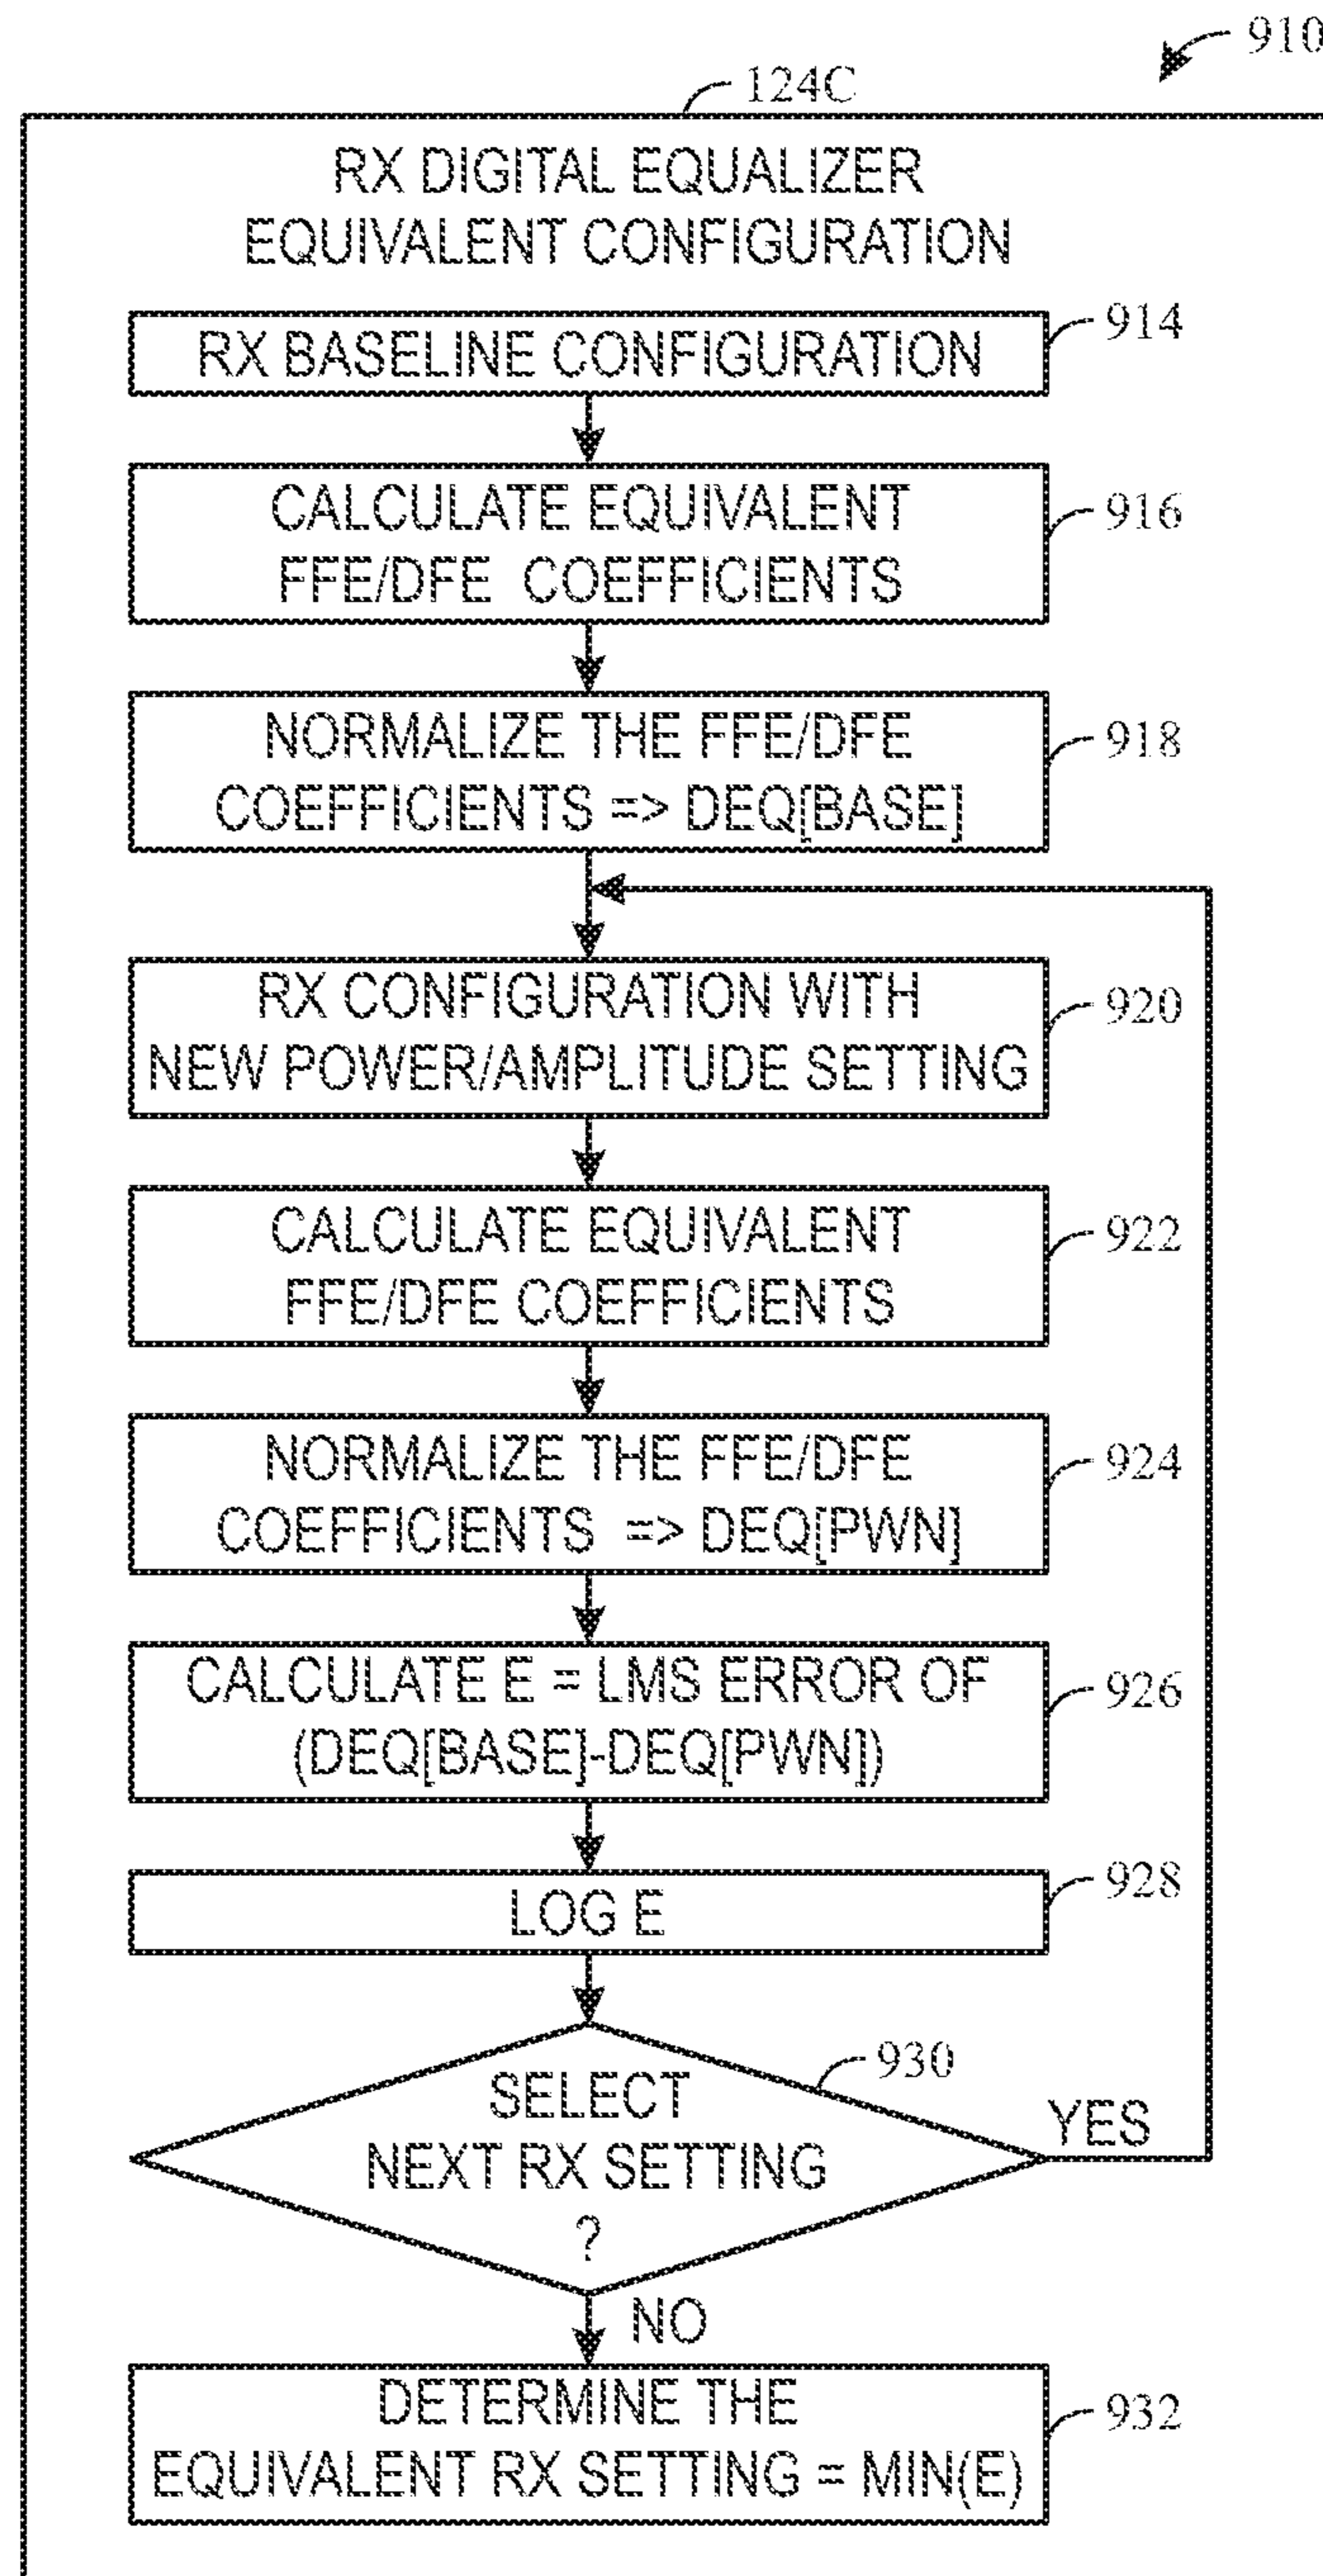 910
124C
RX DIGITAL EQUALIZER
EQUIVALENT CONFIGURATION
RX BASELINE CONFIGURATION
914
CALCULATE EQUIVALENT
FFE/DFE COEFFICIENTS
916
NORMALIZE THE FFE/DFE
COEFFICIENTS => DEQ[BASE]
918
RX CONFIGURATION WITH
NEW POWER/AMPLITUDE SETTING
920
CALCULATE EQUIVALENT
FFE/DFE COEFFICIENTS
922
NORMALIZE THE FFE/DFE
COEFFICIENTS => DEQ[PWN]
924
CALCULATE E = LMS ERROR OF
(DEQ[BASE]-DEQ[PWN])
926
LOG E
928
SELECT
NEXT RX SETTING
?
930
YES
NO
DETERMINE THE
EQUIVALENT RX SETTING = MIN(E)
932